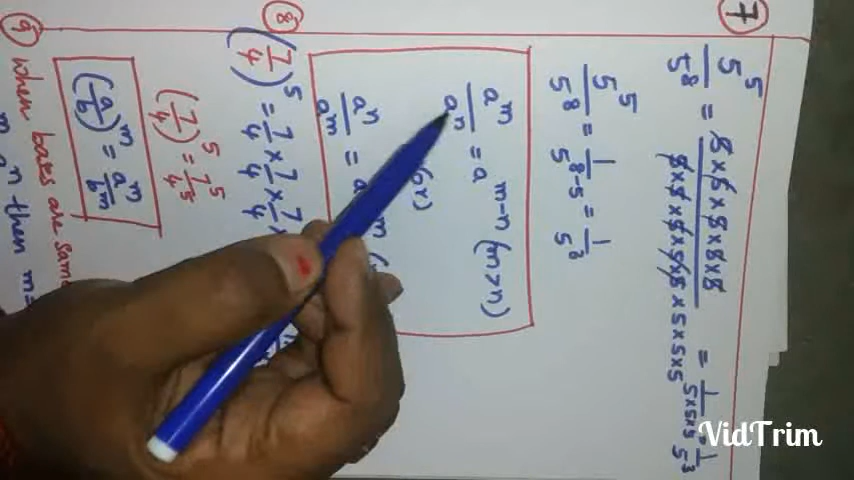 7
5^5/5^8 = 5×5×5×5×5/5×5×5×5×5×5×5×5 = 1/5×5×5 = 1/5^3
5^5/5^8 = 1/5^8-5 = 1/5^3
a^m/a^n = a^m-n (m>n)
(or)
a^n/a^m = a
8
(7/4)^5 = 7/4 × 7/4 × 7/4 ×
(7/4)^5 = 7^5/4^5
(a/b)^m = a^m/b^m
9 When bases are same
a^n then m=
VidTrim